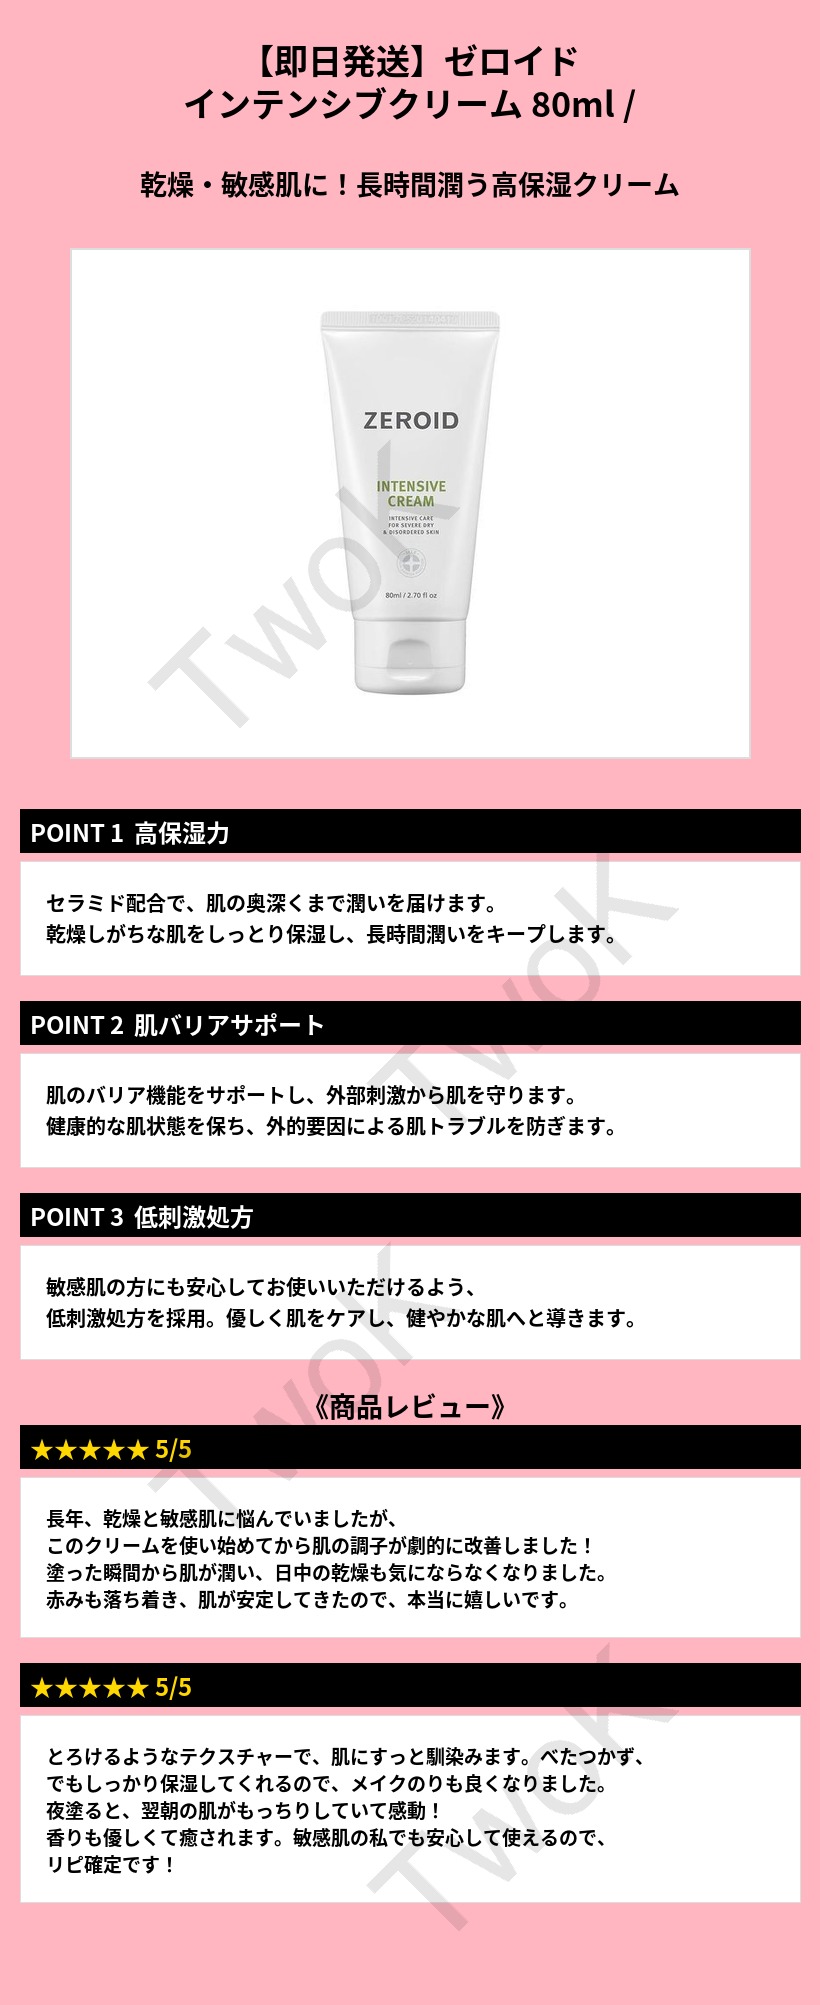 【即日発送】ゼロイド
インテンシブクリーム 80ml /
乾燥・敏感肌に！長時間潤う高保湿クリーム
ZEROID
INTENSIVE
CREAM
INTENSIVE CARE
FOR SEVERE DRY
& DISORDERED SKIN
80ml / 2.70 fl oz
TwoK
POINT 1 高保湿力
セラミド配合で、肌の奥深くまで潤いを届けます。
乾燥しがちな肌をしっとり保湿し、長時間潤いをキープします。
TwoK
POINT 2 肌バリアサポート
肌のバリア機能をサポートし、外部刺激から肌を守ります。
健康的な肌状態を保ち、外的要因による肌トラブルを防ぎます。
POINT 3 低刺激処方
敏感肌の方にも安心してお使いいただけるよう、
低刺激処方を採用。優しく肌をケアし、健やかな肌へと導きます。
TwoK
《商品レビュー》
★★★★★ 5/5
長年、乾燥と敏感肌に悩んでいましたが、
このクリームを使い始めてから肌の調子が劇的に改善しました！
塗った瞬間から肌が潤い、日中の乾燥も気にならなくなりました。
赤みも落ち着き、肌が安定してきたので、本当に嬉しいです。
★★★★★ 5/5
とろけるようなテクスチャーで、肌にすっと馴染みます。べたつかず、
でもしっかり保湿してくれるので、メイクのりも良くなりました。
夜塗ると、翌朝の肌がもっちりしていて感動！
香りも優しくて癒されます。敏感肌の私でも安心して使えるので、
リピ確定です！
TwoK